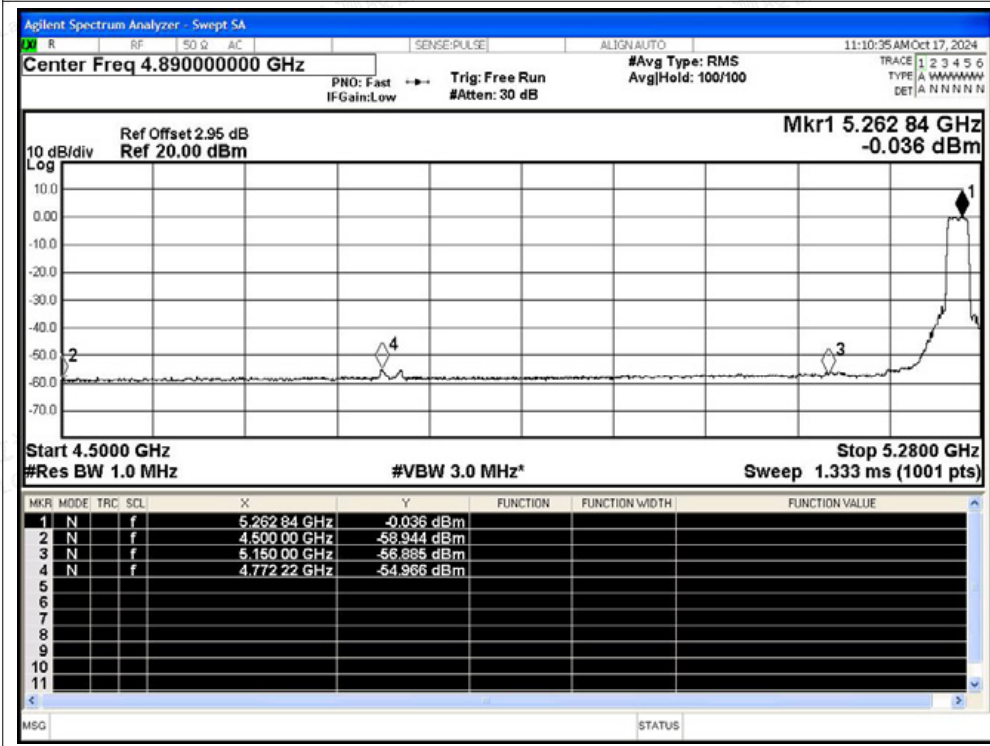 Agilent Spectrum Analyzer - Swept SA
LXI R RF 50 Ω AC SENSE:PULSE ALIGN AUTO 11:10:35 AM Oct 17, 2024
Center Freq 4.890000000 GHz
PNO: Fast
IFGain:Low
Trig: Free Run
#Atten: 30 dB
#Avg Type: RMS
Avg|Hold: 100/100
TRACE 1 2 3 4 5 6
TYPE A WWWWW
DET A N N N N N
Mkr1 5.262 84 GHz
-0.036 dBm
Ref Offset 2.95 dB
10 dB/div Ref 20.00 dBm
Log
10.0
0.00
-10.0
-20.0
-30.0
-40.0
-50.0
-60.0
-70.0
1
2
4
3
Start 4.5000 GHz Stop 5.2800 GHz
#Res BW 1.0 MHz #VBW 3.0 MHz* Sweep 1.333 ms (1001 pts)
MKR MODE TRC SCL X Y FUNCTION FUNCTION WIDTH FUNCTION VALUE
1 N f 5.262 84 GHz -0.036 dBm
2 N f 4.500 00 GHz -58.944 dBm
3 N f 5.150 00 GHz -56.885 dBm
4 N f 4.772 22 GHz -54.966 dBm
5
6
7
8
9
10
11
MSG STATUS